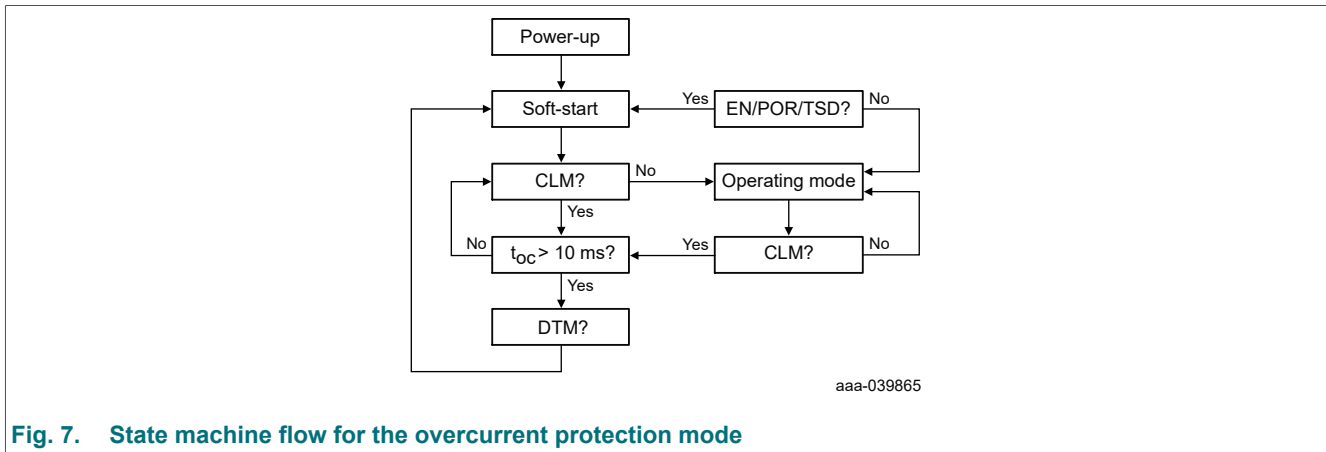 Power-up
Soft-start
Yes
EN/POR/TSD?
No
CLM?
No
Operating mode
Yes
No
tOC > 10 ms?
Yes
CLM?
No
Yes
DTM?
aaa-039865
Fig. 7. State machine flow for the overcurrent protection mode